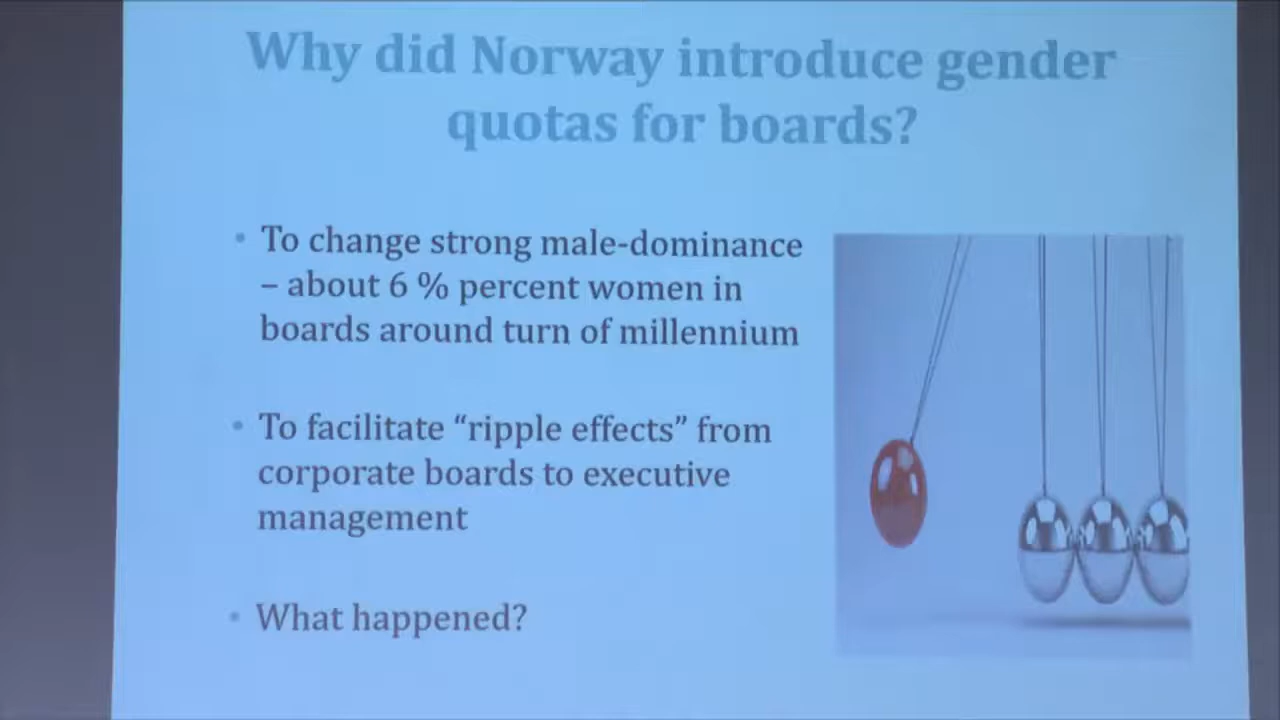 Why did Norway introduce gender
quotas for boards?
• To change strong male-dominance
– about 6 % percent women in
boards around turn of millennium
• To facilitate “ripple effects” from
corporate boards to executive
management
• What happened?